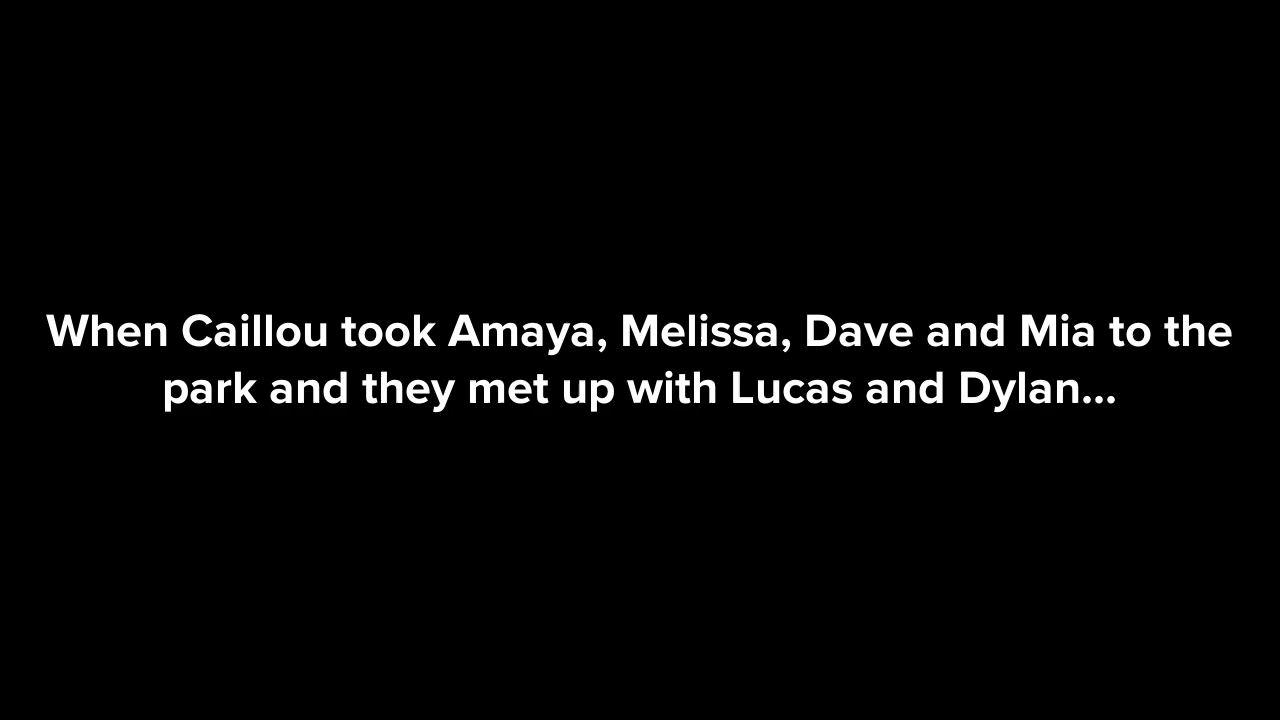 When Caillou took Amaya, Melissa, Dave and Mia to the
park and they met up with Lucas and Dylan...